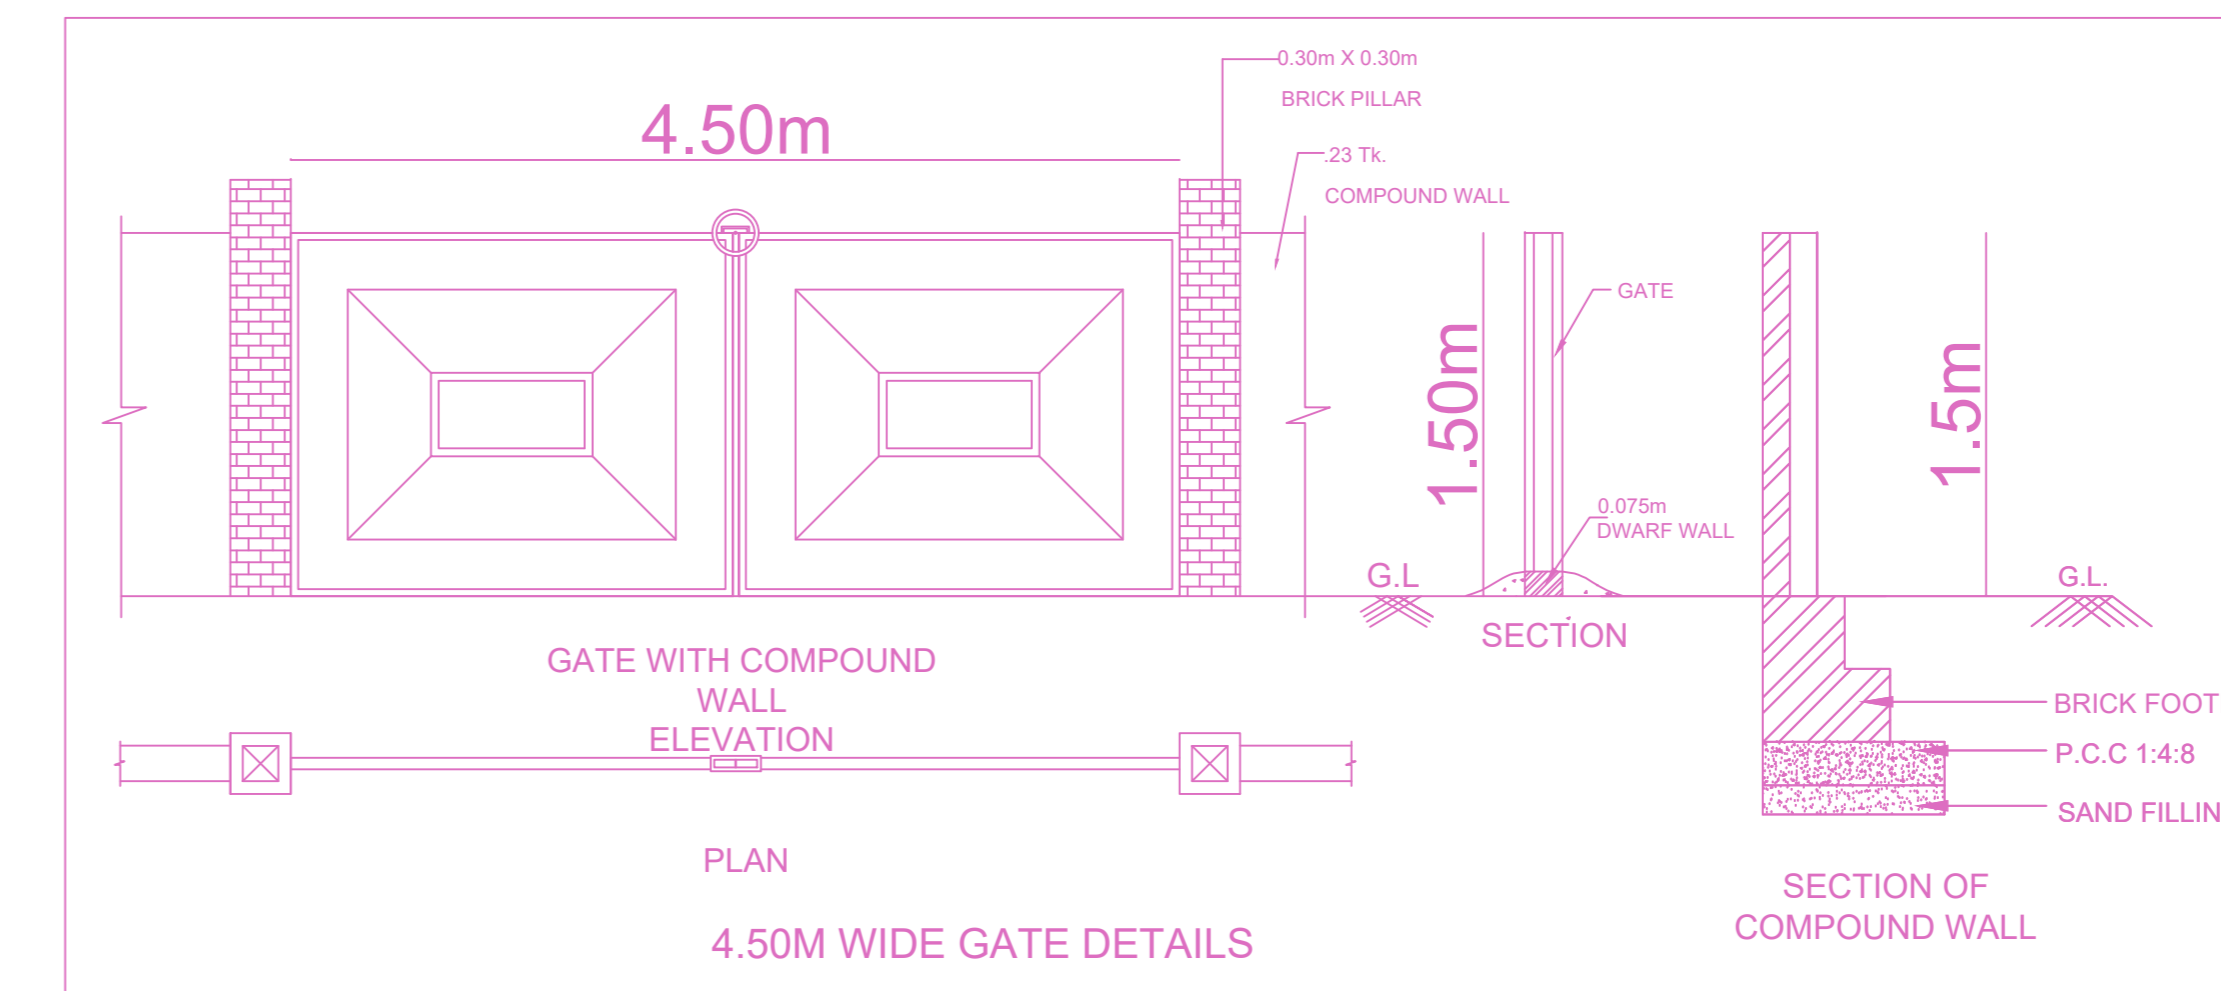 0.30m X 0.30m
BRICK PILLAR
4.50m
.23 Tk.
COMPOUND WALL
GATE
1.50m
1.5m
0.075m
DWARF WALL
G.L
G.L.
SECTION
GATE WITH COMPOUND
WALL
ELEVATION
BRICK FOOT
P.C.C 1:4:8
SAND FILLIN
PLAN
SECTION OF
COMPOUND WALL
4.50M WIDE GATE DETAILS